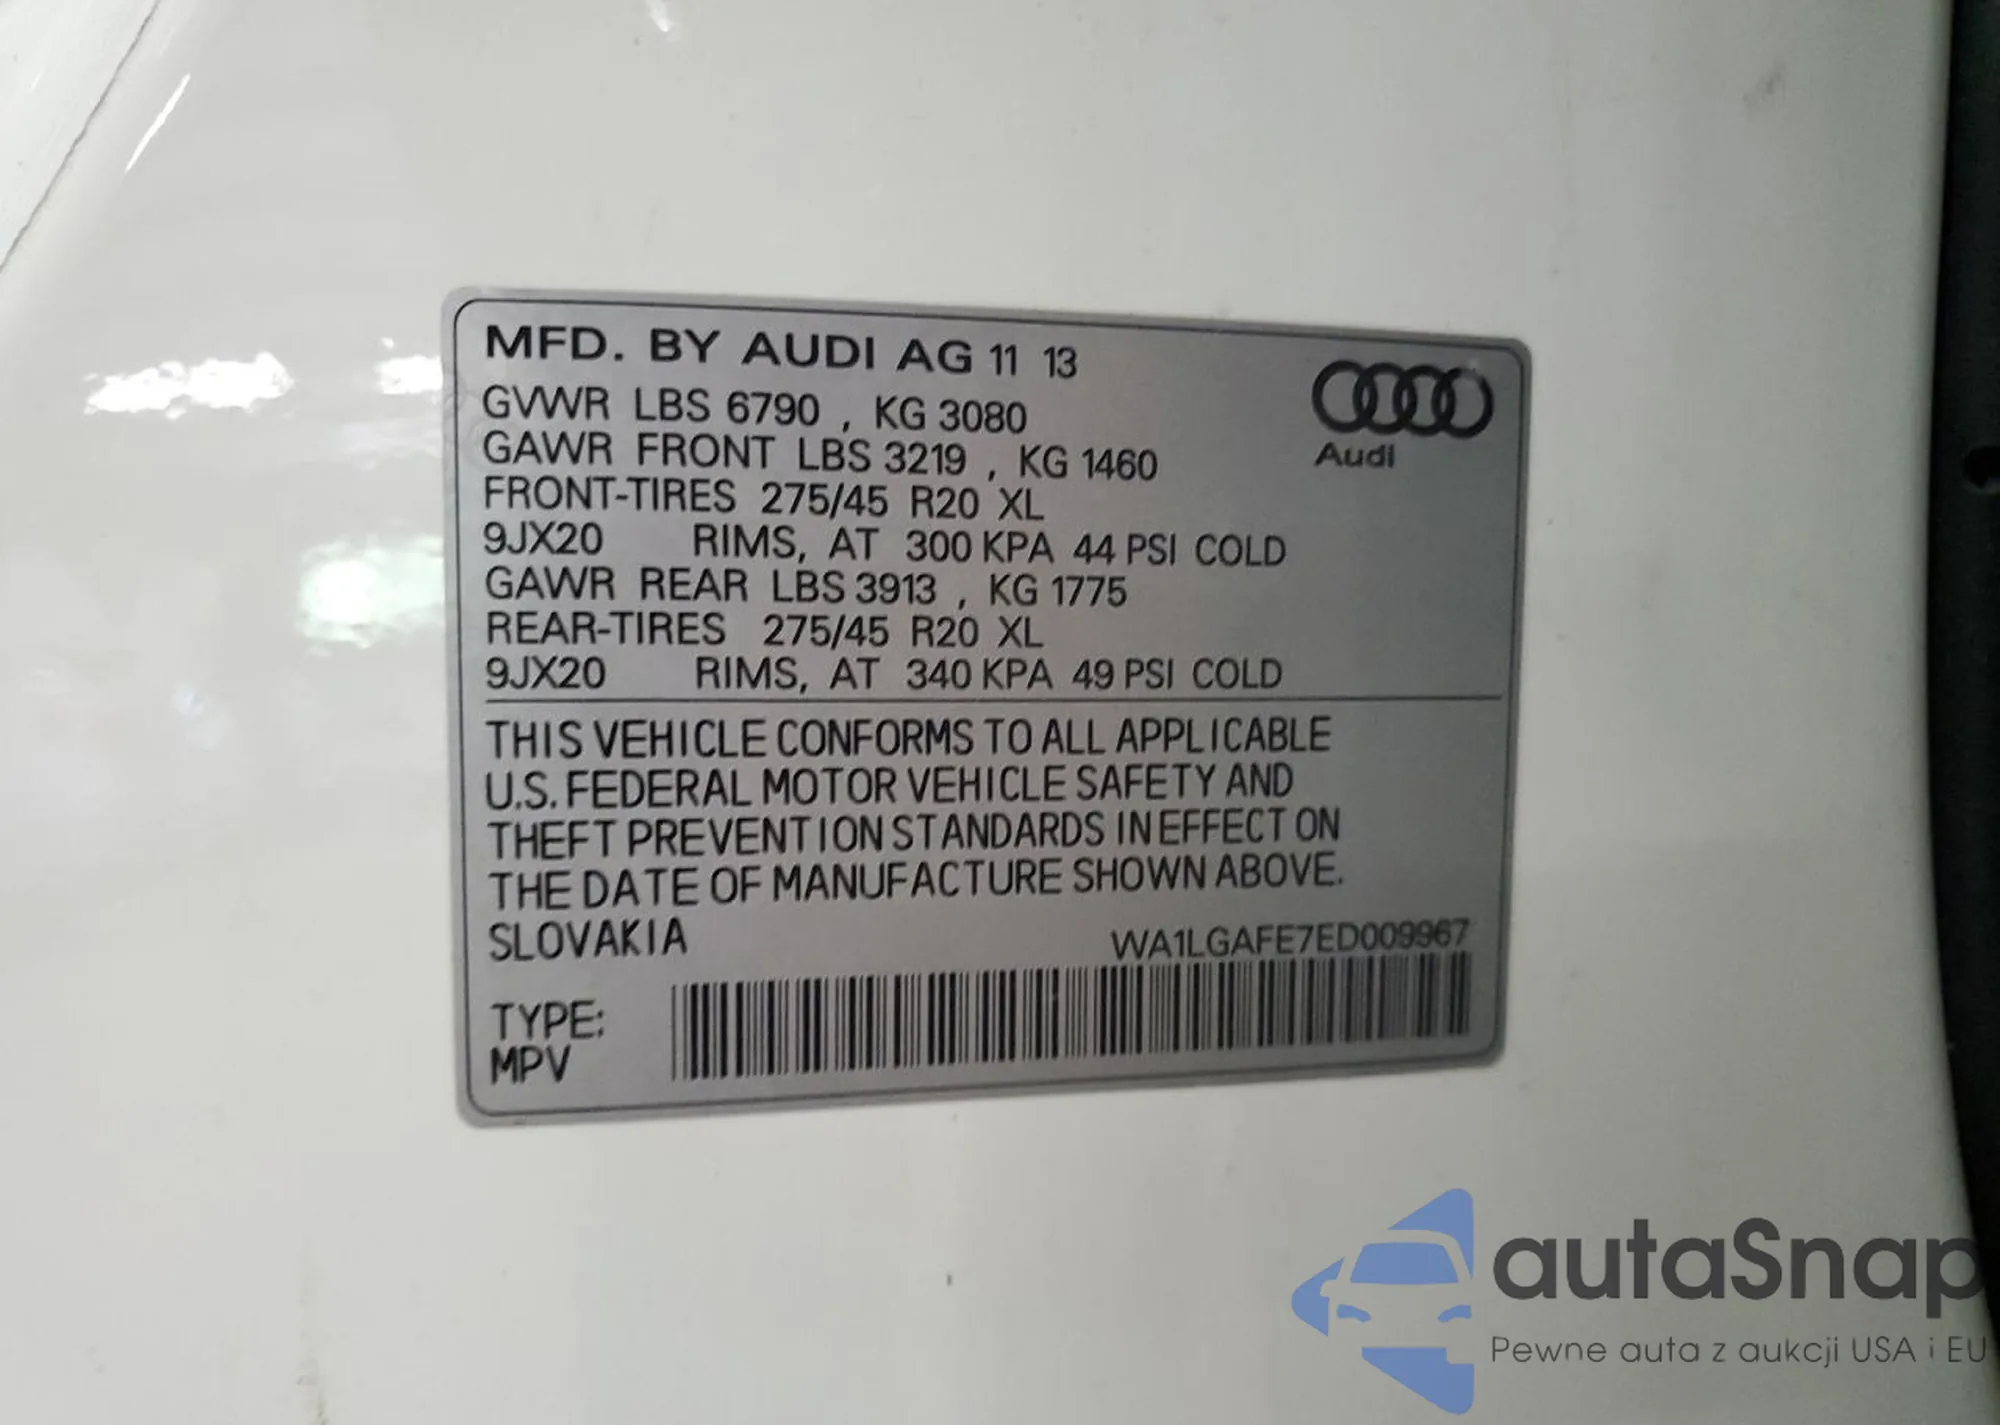 MFD. BY AUDI AG 11 13
GVWR LBS 6790 , KG 3080
GAWR FRONT LBS 3219 , KG 1460
FRONT-TIRES 275/45 R20 XL
9JX20 RIMS, AT 300 KPA 44 PSI COLD
GAWR REAR LBS 3913 , KG 1775
REAR-TIRES 275/45 R20 XL
9JX20 RIMS, AT 340 KPA 49 PSI COLD
Audi
THIS VEHICLE CONFORMS TO ALL APPLICABLE
U.S. FEDERAL MOTOR VEHICLE SAFETY AND
THEFT PREVENTION STANDARDS IN EFFECT ON
THE DATE OF MANUFACTURE SHOWN ABOVE.
SLOVAKIA WA1LGAFE7ED009967
TYPE:
MPV
autaSnap
Pewne auta z aukcji USA i EU